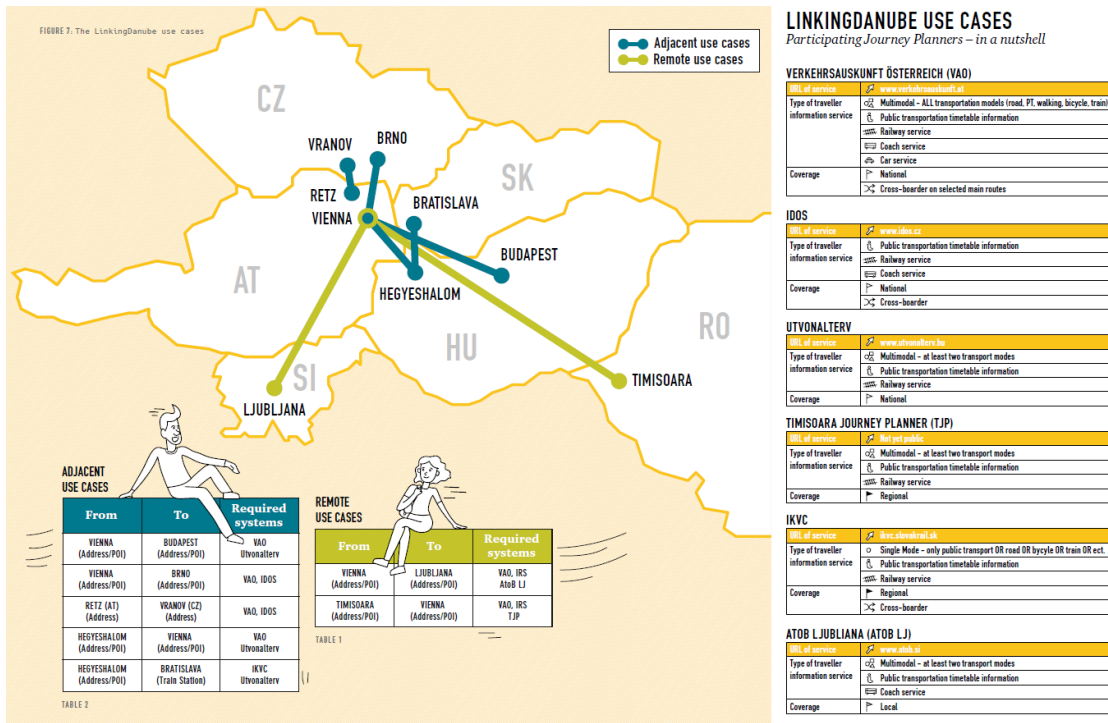 FIGURE 7: The LinkingDanube use cases
Adjacent use cases
Remote use cases
CZ
VRANOV
BRNO
SK
RETZ
BRATISLAVA
VIENNA
BUDAPEST
AT
HEGYESHALOM
RO
HU
SI
TIMISOARA
LJUBLJANA
ADJACENT
USE CASES
From To Required
systems
VIENNA
(Address/POI)
BUDAPEST
(Address/POI)
VAO
Utvonalterv
VIENNA
(Address/POI)
BRNO
(Address/POI)
VAO, IDOS
RETZ (AT)
(Address)
VRANOV (CZ)
(Address)
VAO, IDOS
HEGYESHALOM
(Address/POI)
VIENNA
(Address/POI)
VAO
Utvonalterv
HEGYESHALOM
(Address/POI)
BRATISLAVA
(Train Station)
IKVC
Utvonalterv
TABLE 2
REMOTE
USE CASES
From To Required
systems
VIENNA
(Address/POI)
LJUBLJANA
(Address/POI)
VAO, IRS
AtoB LJ
TIMISOARA
(Address/POI)
VIENNA
(Address/POI)
VAO, IRS
TJP
TABLE 1
LINKINGDANUBE USE CASES
Participating Journey Planners – in a nutshell
VERKEHRSAUSKUNFT ÖSTERREICH (VAO)
URL of service www.verkehrsauskunft.at
Type of traveller
information service
Multimodal – ALL transportation models (road, PT, walking, bicycle, train)
Public transportation timetable information
Railway service
Coach service
Car service
Coverage National
Cross-boarder on selected main routes
IDOS
URL of service www.idos.cz
Type of traveller
information service
Public transportation timetable information
Railway service
Coach service
Coverage National
Cross-boarder
UTVONALTERV
URL of service www.utvonalterv.hu
Type of traveller
information service
Multimodal – at least two transport modes
Public transportation timetable information
Railway service
Coverage National
TIMISOARA JOURNEY PLANNER (TJP)
URL of service Not yet public
Type of traveller
information service
Multimodal – at least two transport modes
Public transportation timetable information
Railway service
Coverage Regional
IKVC
URL of service ikvc.slovakrail.sk
Type of traveller
information service
Single Mode – only public transport OR road OR bycyle OR train OR ect.
Public transportation timetable information
Railway service
Coverage Regional
Cross-boarder
ATOB LJUBLIANA (ATOB LJ)
URL of service www.atob.si
Type of traveller
information service
Multimodal – at least two transport modes
Public transportation timetable information
Coach service
Coverage Local